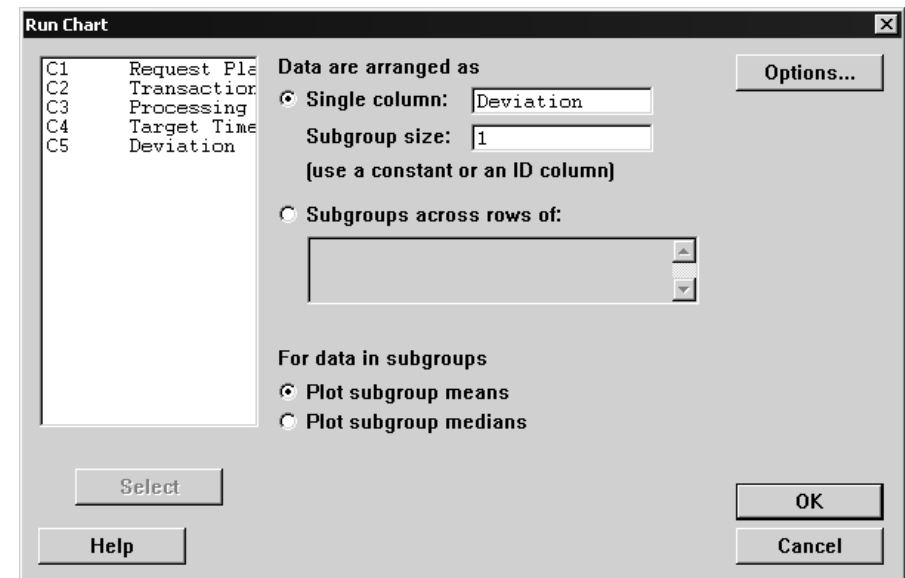 Run Chart
C1 Request Pla
C2 Transaction
C3 Processing
C4 Target Time
C5 Deviation
Data are arranged as
Single column: Deviation
Subgroup size: 1
(use a constant or an ID column)
Subgroups across rows of:
For data in subgroups
Plot subgroup means
Plot subgroup medians
Options...
Select
Help
OK
Cancel